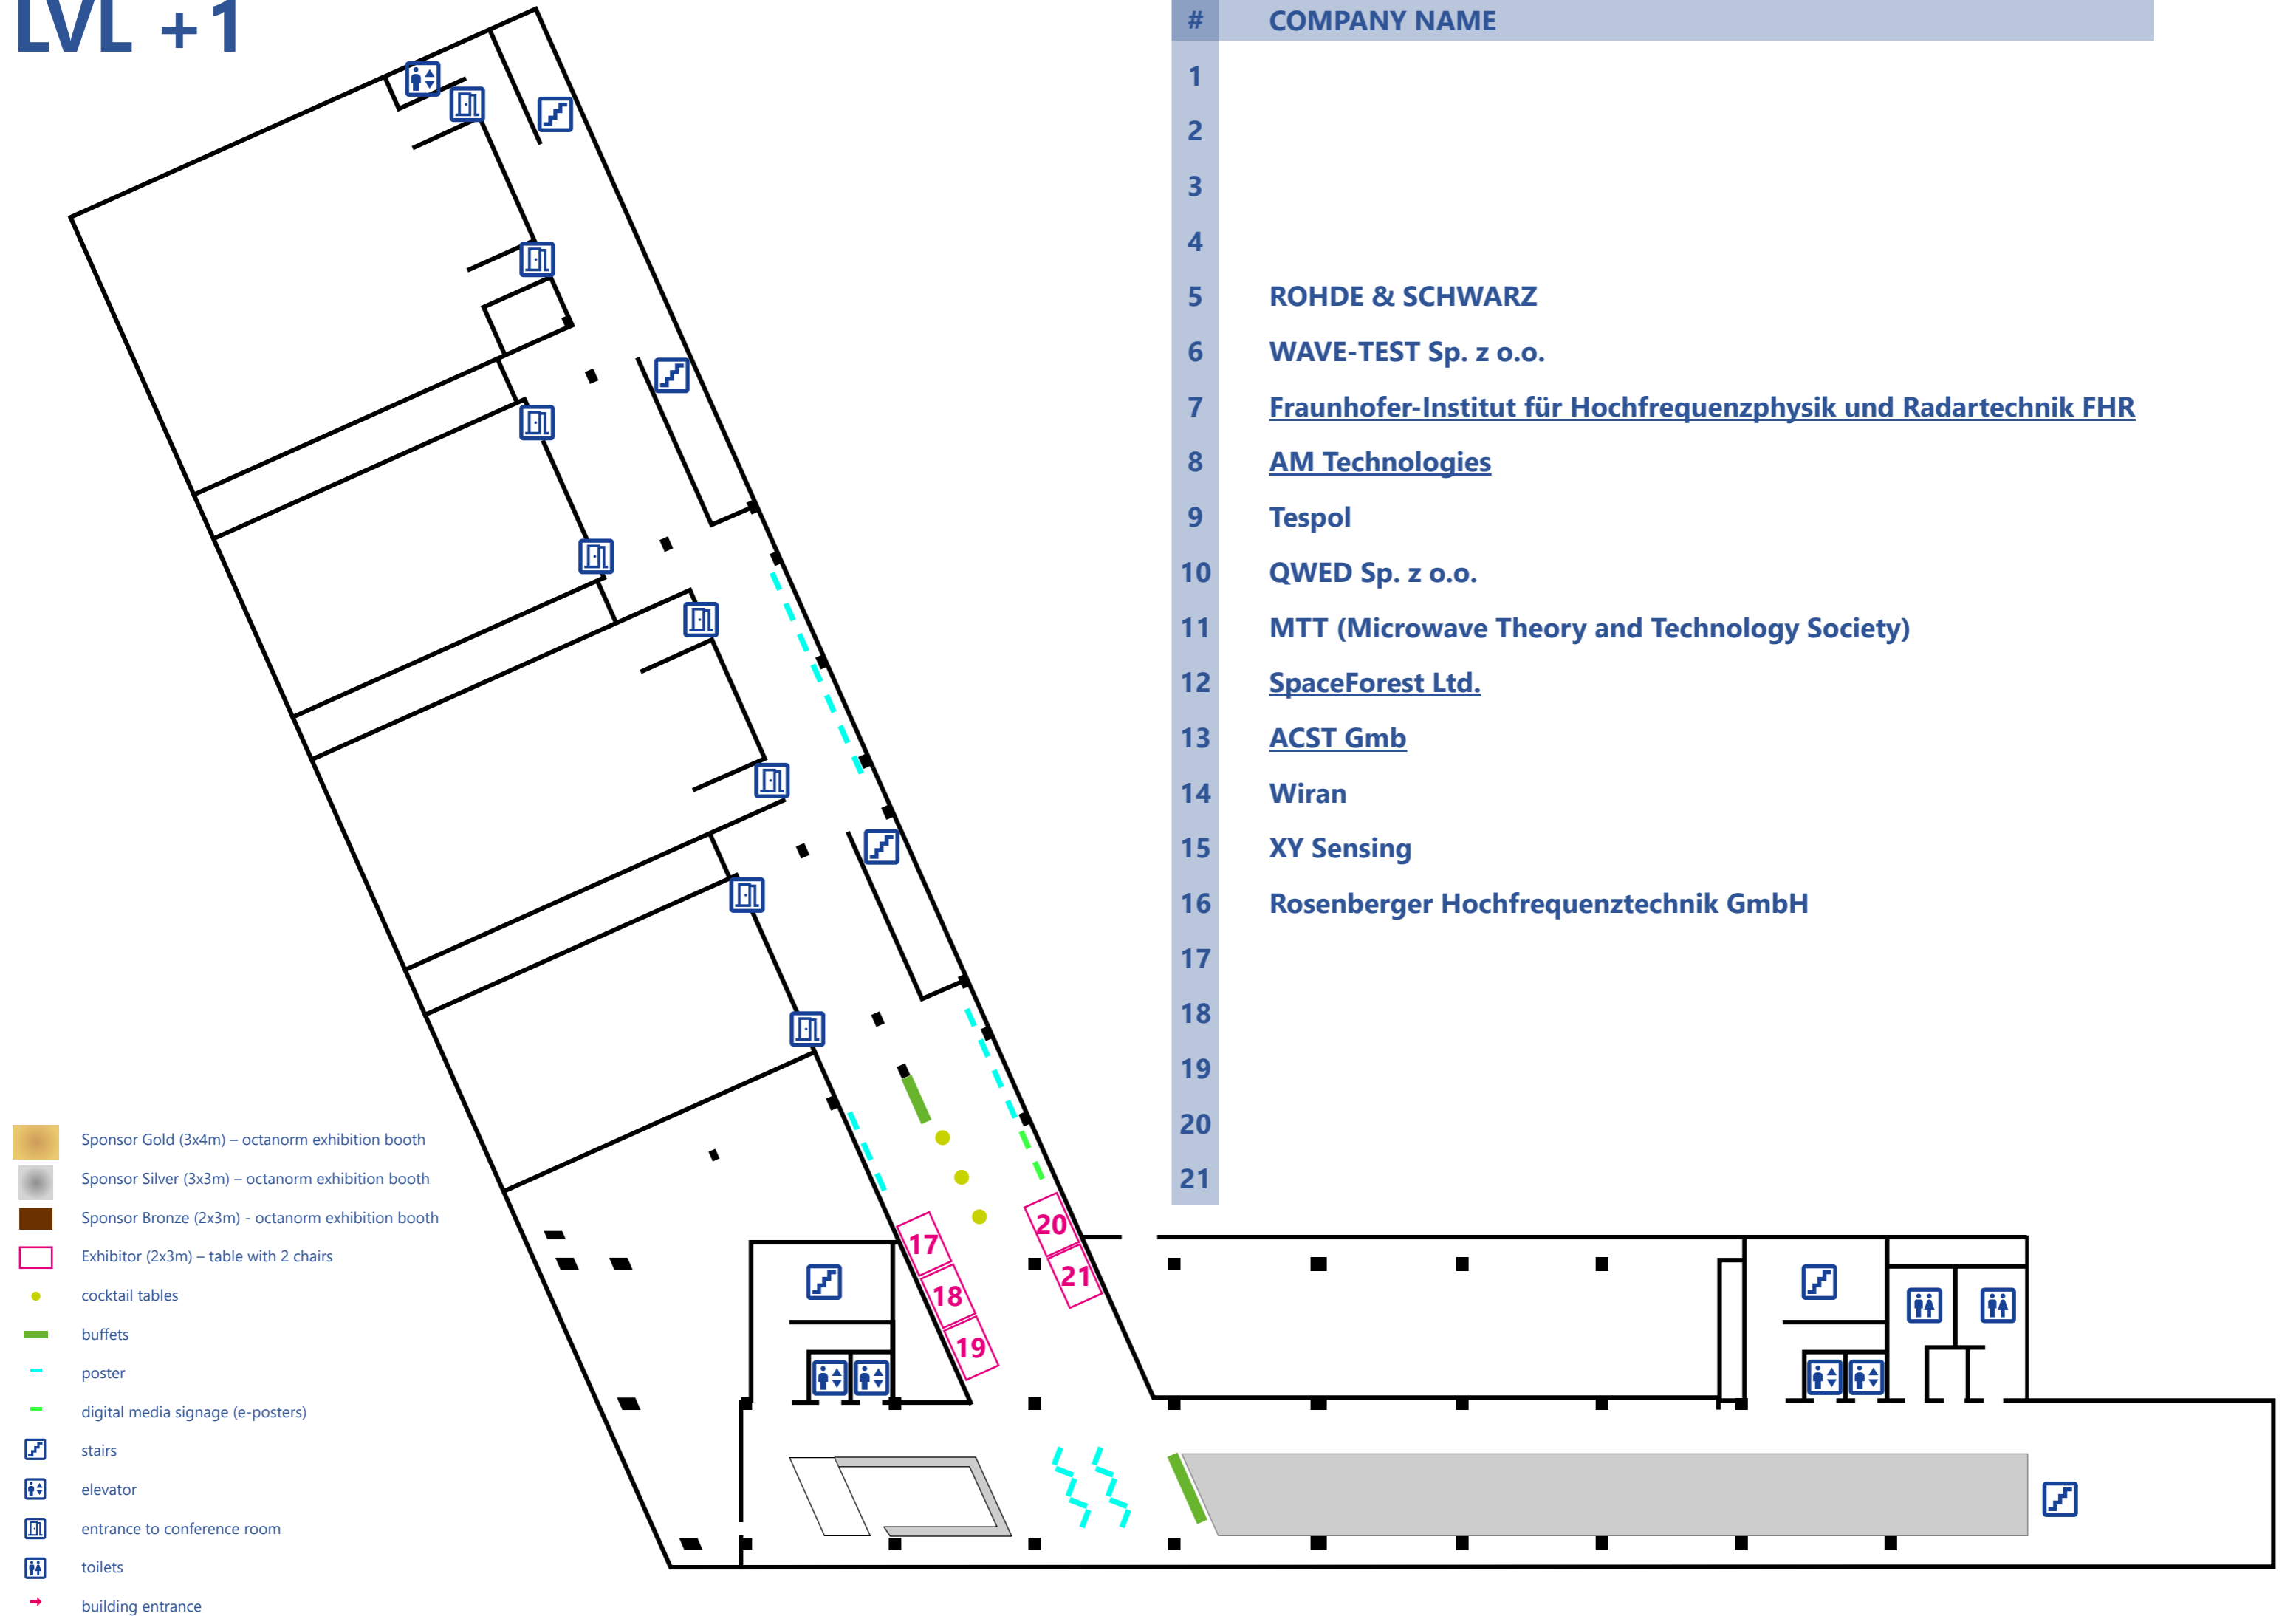 LVL +1
# COMPANY NAME
1
2
3
4
5 ROHDE & SCHWARZ
6 WAVE-TEST Sp. z o.o.
7 Fraunhofer-Institut für Hochfrequenzphysik und Radartechnik FHR
8 AM Technologies
9 Tespol
10 QWED Sp. z o.o.
11 MTT (Microwave Theory and Technology Society)
12 SpaceForest Ltd.
13 ACST Gmb
14 Wiran
15 XY Sensing
16 Rosenberger Hochfrequenztechnik GmbH
17
18
19
20
21
17
18
19
20
21
Sponsor Gold (3x4m) – octanorm exhibition booth
Sponsor Silver (3x3m) – octanorm exhibition booth
Sponsor Bronze (2x3m) - octanorm exhibition booth
Exhibitor (2x3m) – table with 2 chairs
cocktail tables
buffets
poster
digital media signage (e-posters)
stairs
elevator
entrance to conference room
toilets
building entrance